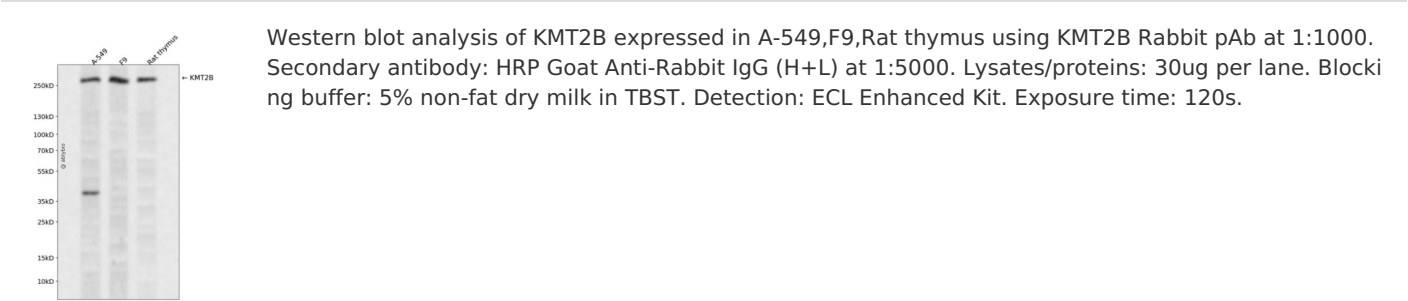 A-549
F9
Rat thymus
← KMT2B
250kD
130kD
100kD
70kD
55kD
35kD
25kD
15kD
10kD
@ abrybio
Western blot analysis of KMT2B expressed in A-549,F9,Rat thymus using KMT2B Rabbit pAb at 1:1000.
Secondary antibody: HRP Goat Anti-Rabbit IgG (H+L) at 1:5000. Lysates/proteins: 30ug per lane. Blocki
ng buffer: 5% non-fat dry milk in TBST. Detection: ECL Enhanced Kit. Exposure time: 120s.